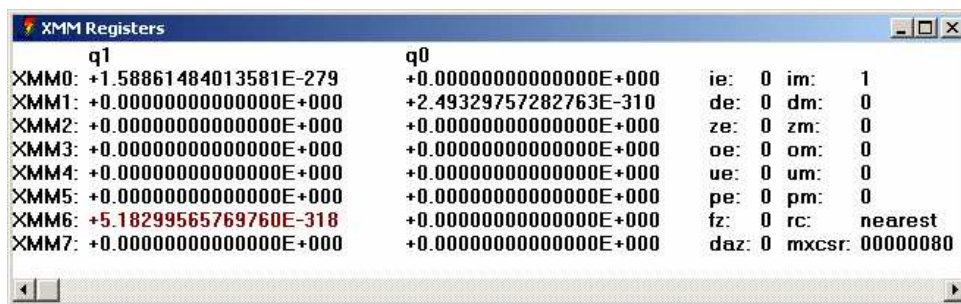 XMM Registers
q1 q0
XMM0: +1.58861484013581E-279 +0.00000000000000E+000 ie: 0 im: 1
XMM1: +0.00000000000000E+000 +2.49329757282763E-310 de: 0 dm: 0
XMM2: +0.00000000000000E+000 +0.00000000000000E+000 ze: 0 zm: 0
XMM3: +0.00000000000000E+000 +0.00000000000000E+000 oe: 0 om: 0
XMM4: +0.00000000000000E+000 +0.00000000000000E+000 ue: 0 um: 0
XMM5: +0.00000000000000E+000 +0.00000000000000E+000 pe: 0 pm: 0
XMM6: +5.18299565769760E-318 +0.00000000000000E+000 fz: 0 rc: nearest
XMM7: +0.00000000000000E+000 +0.00000000000000E+000 daz: 0 mxcsr: 00000080